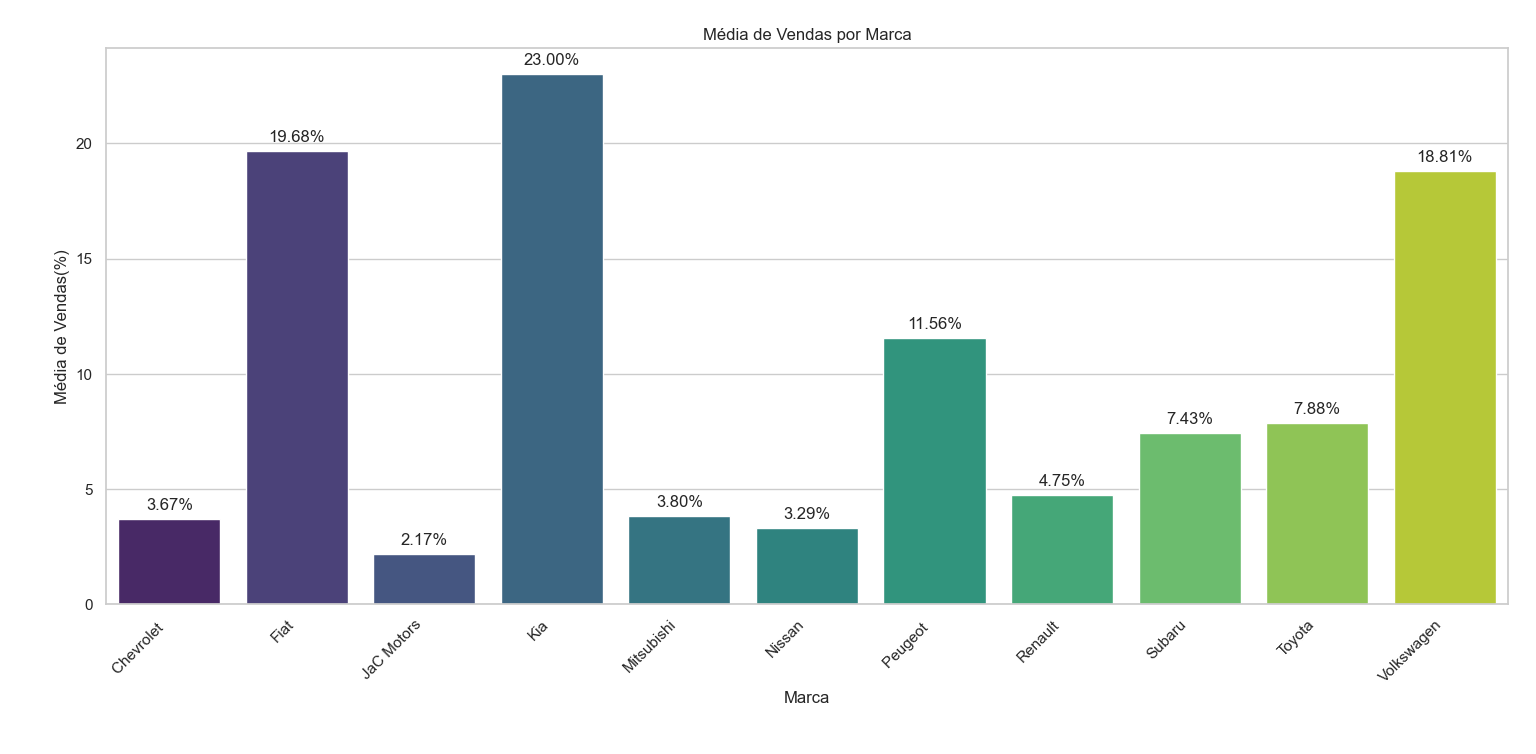 Média de Vendas por Marca
Média de Vendas(%)
20
15
10
5
0
3.67%
19.68%
2.17%
23.00%
3.80%
3.29%
11.56%
4.75%
7.43%
7.88%
18.81%
Chevrolet
Fiat
JaC Motors
Kia
Mitsubishi
Nissan
Peugeot
Renault
Subaru
Toyota
Volkswagen
Marca